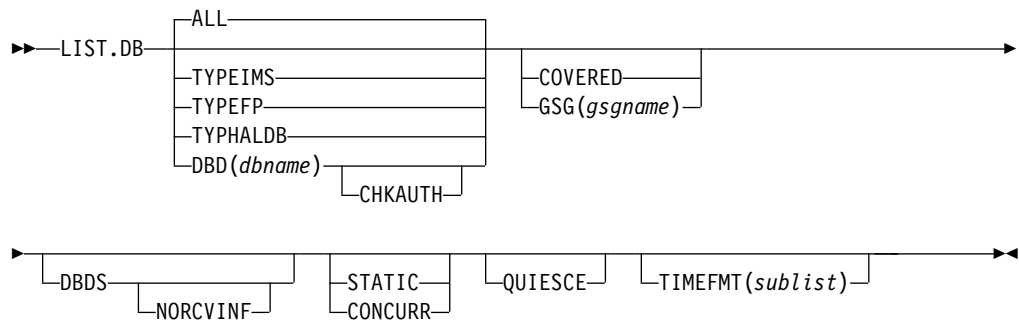 ALL
LIST.DB
TYPEIMS
COVERED
TYPEFP
GSG(gsgname)
TYPHALDB
DBD(dbname)
CHKAUTH
DBDS
STATIC
QUIESCE
TIMEFMT(sublist)
NORCVINF
CONCURR